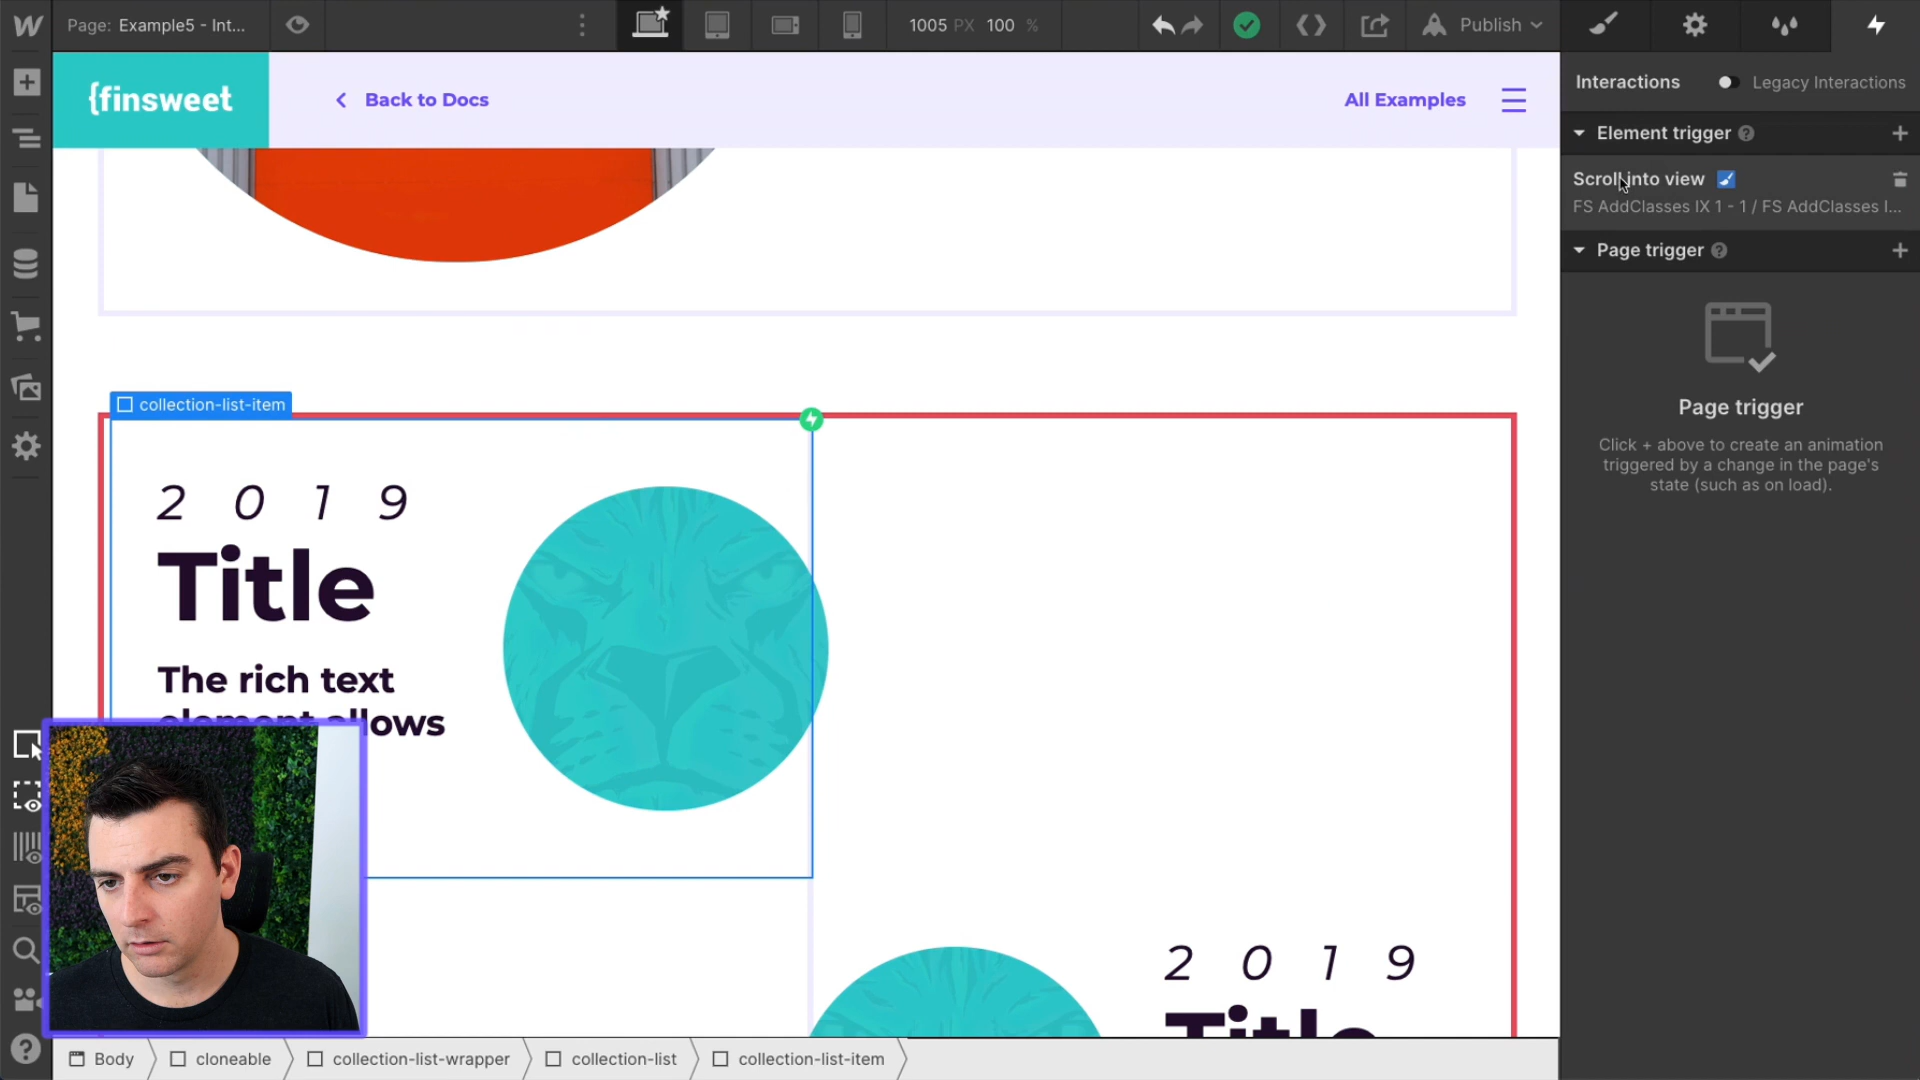 Page: Example5 - Int...
1005 PX 100 %
Publish
{finsweet
Back to Docs
All Examples
Interactions
Legacy Interactions
Element trigger
Scroll into view
FS AddClasses IX 1 - 1 / FS AddClasses I...
Page trigger
Page trigger
Click + above to create an animation
triggered by a change in the page's
state (such as on load).
collection-list-item
2 0 1 9
Title
The rich text
element allows
2 0 1 9
Title
Body
cloneable
collection-list-wrapper
collection-list
collection-list-item